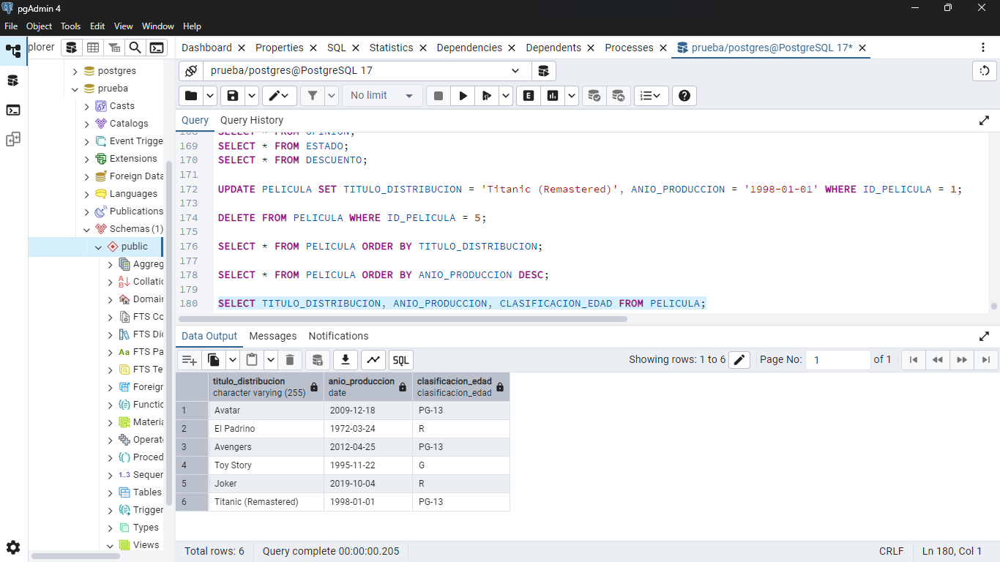 pgAdmin 4
File Object Tools Edit View Window Help
plorer
Dashboard Properties SQL Statistics Dependencies Dependents Processes prueba/postgres@PostgreSQL 17*
postgres
prueba
Casts
Catalogs
Event Trigge
Extensions
Foreign Data
Languages
Publications
Schemas (1)
public
Aggreg
Collatic
Domain
FTS Co
FTS Dic
FTS Pa
FTS Te
Foreign
Functic
Materia
Operat
Proced
1..3 Sequer
Tables
Trigger
Types
Views
prueba/postgres@PostgreSQL 17
No limit
Query Query History
168 SELECT * FROM OPINION;
169 SELECT * FROM ESTADO;
170 SELECT * FROM DESCUENTO;
171
172 UPDATE PELICULA SET TITULO_DISTRIBUCION = 'Titanic (Remastered)', ANIO_PRODUCCION = '1998-01-01' WHERE ID_PELICULA = 1;
173
174 DELETE FROM PELICULA WHERE ID_PELICULA = 5;
175
176 SELECT * FROM PELICULA ORDER BY TITULO_DISTRIBUCION;
177
178 SELECT * FROM PELICULA ORDER BY ANIO_PRODUCCION DESC;
179
180 SELECT TITULO_DISTRIBUCION, ANIO_PRODUCCION, CLASIFICACION_EDAD FROM PELICULA;
Data Output Messages Notifications
SQL Showing rows: 1 to 6 Page No: 1 of 1
titulo_distribucion anio_produccion clasificacion_edad
character varying (255) date clasificacion_edad
1 Avatar 2009-12-18 PG-13
2 El Padrino 1972-03-24 R
3 Avengers 2012-04-25 PG-13
4 Toy Story 1995-11-22 G
5 Joker 2019-10-04 R
6 Titanic (Remastered) 1998-01-01 PG-13
Total rows: 6 Query complete 00:00:00.205 CRLF Ln 180, Col 1